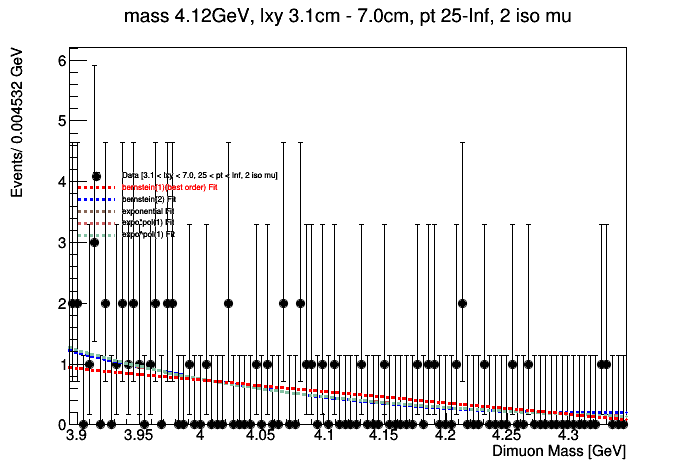 mass 4.12GeV, lxy 3.1cm - 7.0cm, pt 25-Inf, 2 iso mu
Events/ 0.004532 GeV
6
5
4
3
2
1
0
Data [3.1 < lxy < 7.0, 25 < pt < Inf, 2 iso mu]
bernstein(1)(best order) Fit
bernstein(2) Fit
exponential Fit
expo*pol(1) Fit
expo*pol(1) Fit
3.9 3.95 4 4.05 4.1 4.15 4.2 4.25 4.3
Dimuon Mass [GeV]